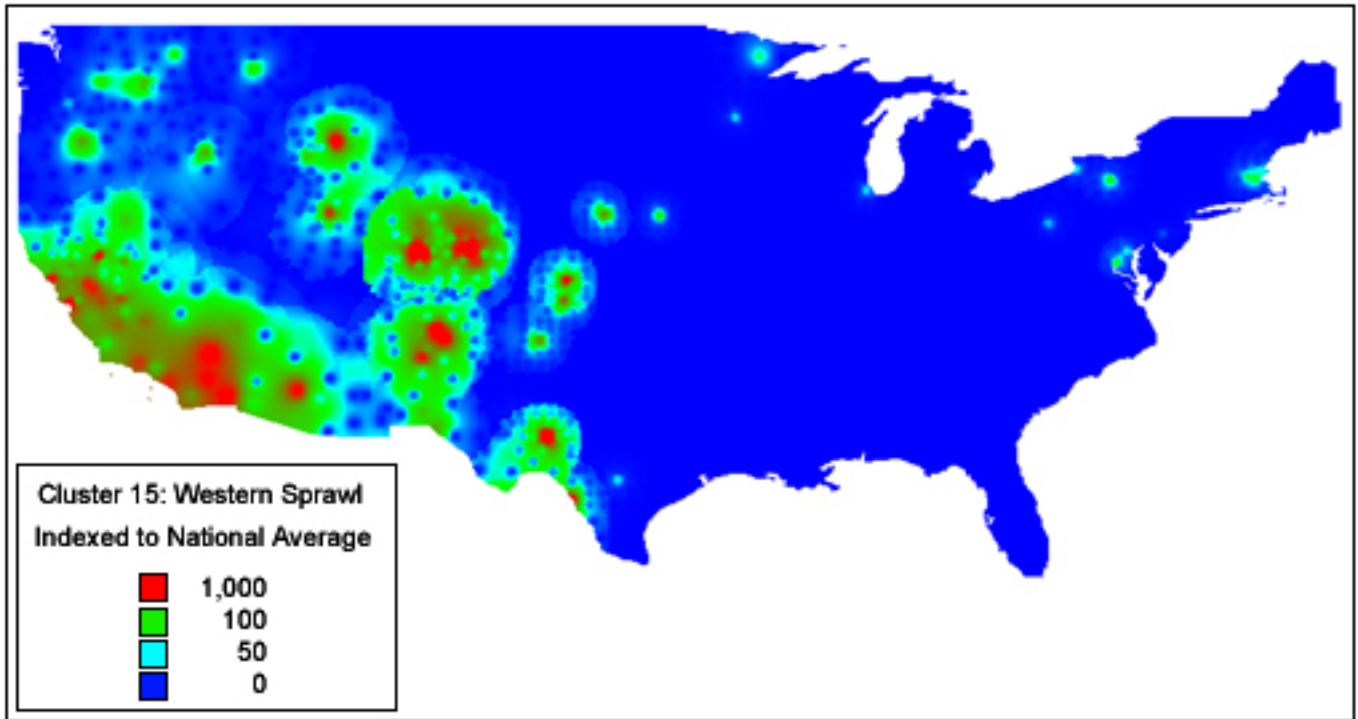 Cluster 15: Western Sprawl
Indexed to National Average
1,000
100
50
0